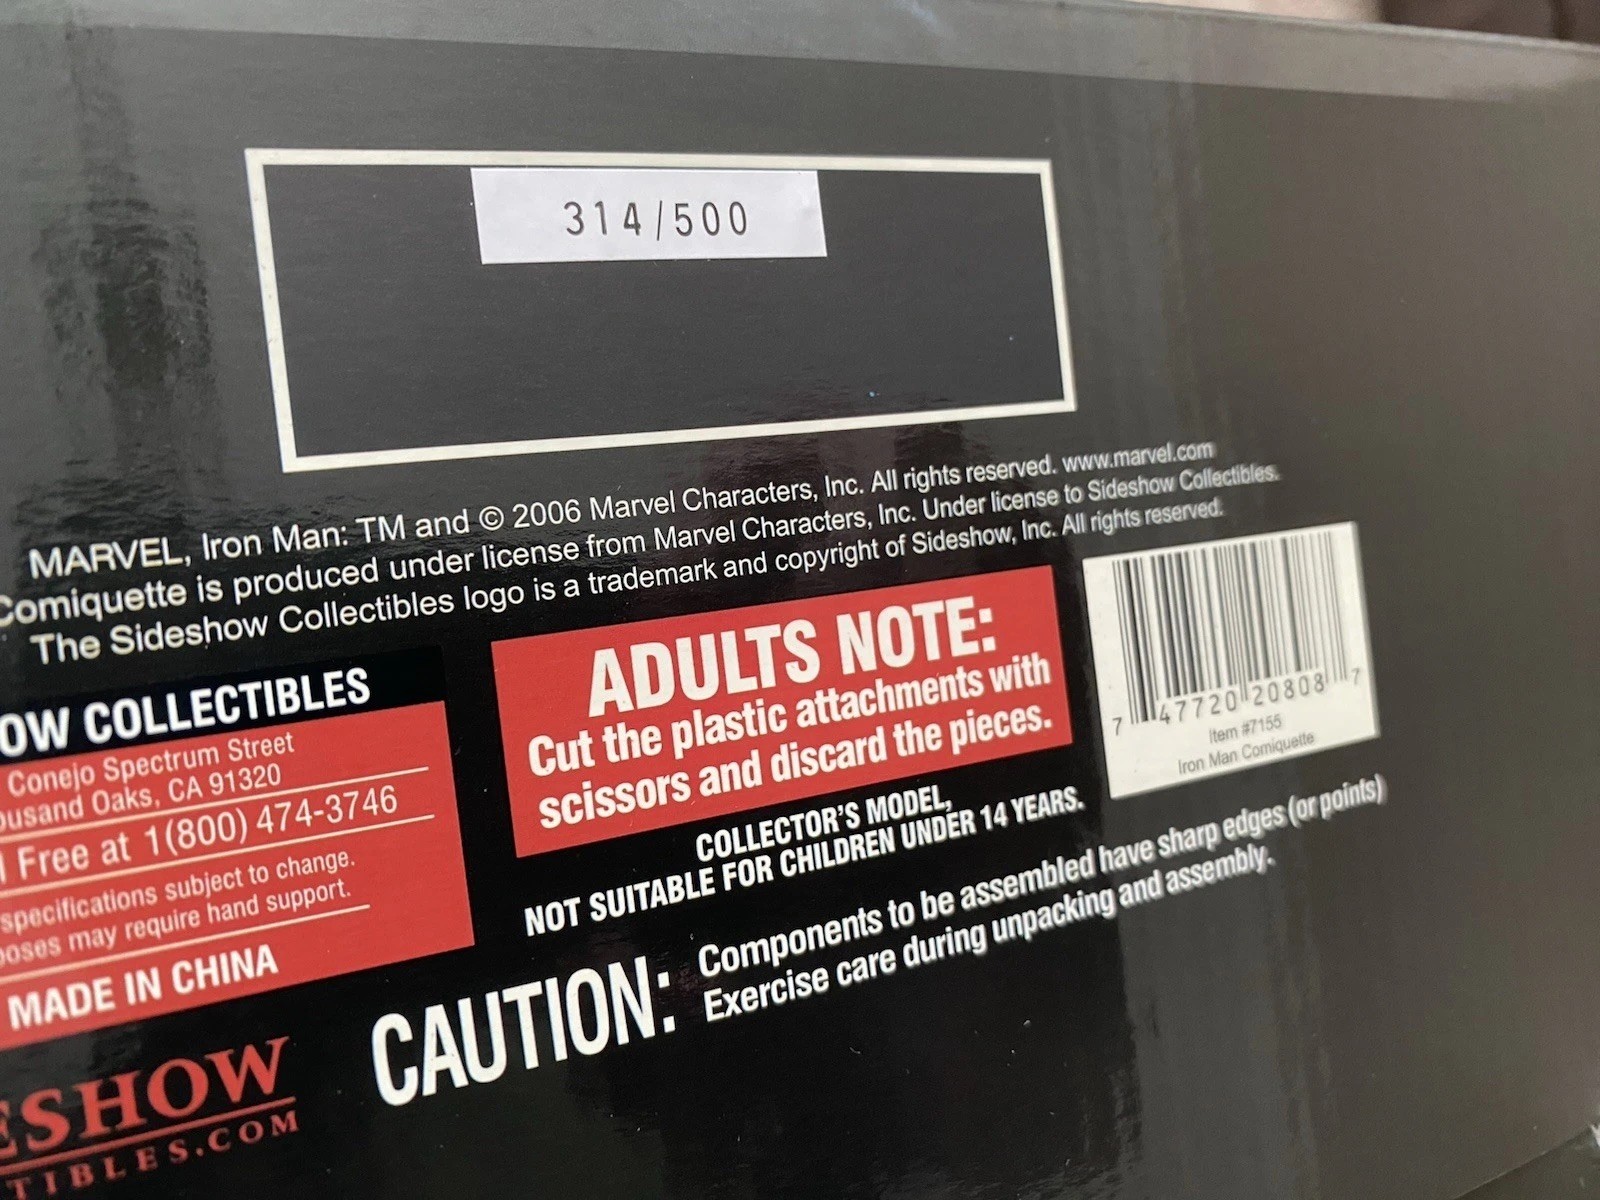 314/500
MARVEL, Iron Man: TM and © 2006 Marvel Characters, Inc. All rights reserved. www.marvel.com
Comiquette is produced under license from Marvel Characters, Inc. Under license to Sideshow Collectibles.
The Sideshow Collectibles logo is a trademark and copyright of Sideshow, Inc. All rights reserved.
OW COLLECTIBLES
Conejo Spectrum Street
ousand Oaks, CA 91320
l Free at 1(800) 474-3746
specifications subject to change.
oses may require hand support.
MADE IN CHINA
ESHOW
TIBLES.COM
ADULTS NOTE:
Cut the plastic attachments with
scissors and discard the pieces.
COLLECTOR'S MODEL,
NOT SUITABLE FOR CHILDREN UNDER 14 YEARS.
7 47720 20808 7
Item #7155
Iron Man Comiquette
CAUTION:
Components to be assembled have sharp edges (or points)
Exercise care during unpacking and assembly.